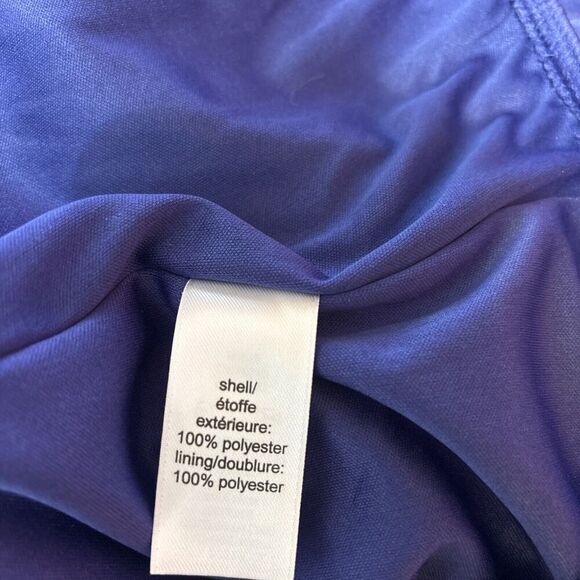 shell/
étoffe
extérieure:
100% polyester
lining/doublure:
100% polyester